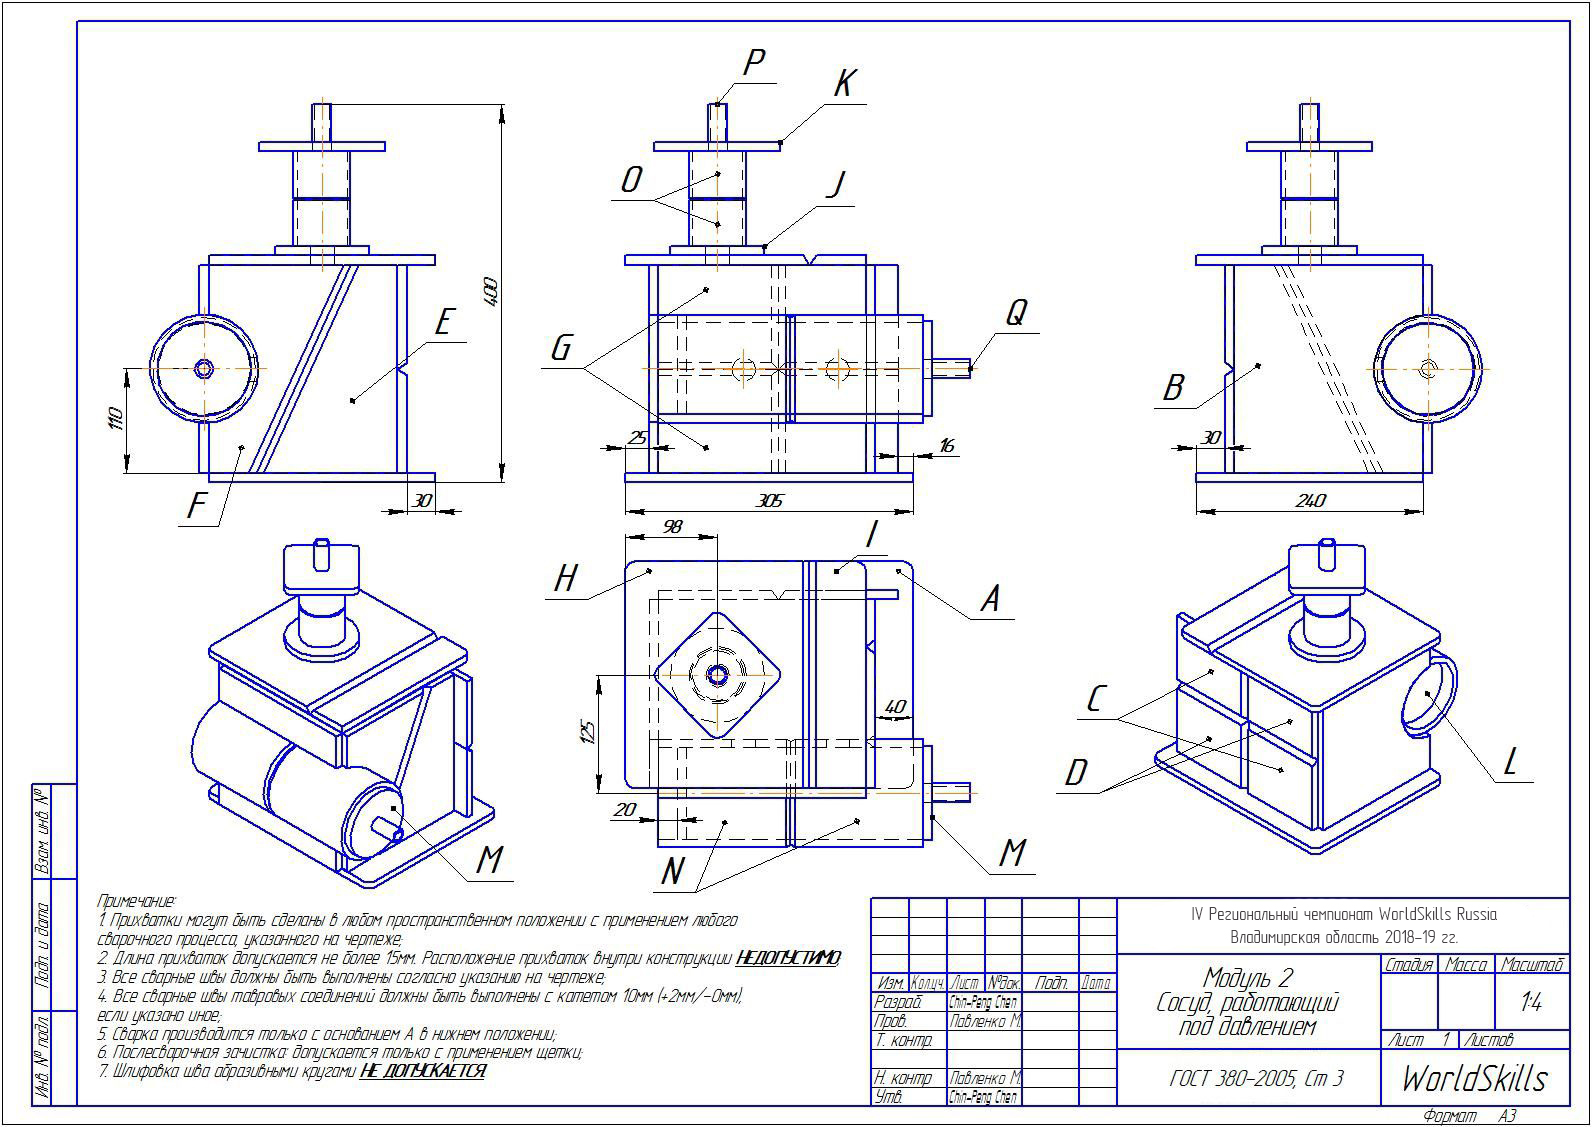 P
K
O
J
400
E
G
Q
110
B
25
16
30
30
F
305
240
98
I
H
A
125
40
C
D
L
20
M
N
M
Примечание:
1. Прихватки могут быть сделаны в любом пространственном положении с применением любого
сварочного процесса, указанного на чертеже;
2. Длина прихваток допускается не более 15мм. Расположение прихваток внутри конструкции НЕДОПУСТИМО;
3. Все сварные швы должны быть выполнены согласно указанию на чертеже;
4. Все сварные швы тавровых соединений должны быть выполнены с катетом 10мм (+2мм/-0мм),
если указано иное;
5. Сварка производится только с основанием А в нижнем положении;
6. Послесварочная зачистка: допускается только с применением щетки;
7. Шлифовка шва абразивными кругами НЕ ДОПУСКАЕТСЯ.
Взам. инв. №
Подп. и дата
Инв. № подл.
IV Региональный чемпионат WorldSkills Russia
Владимирская область 2018-19 гг.
Изм. Кол.уч. Лист №док. Подп. Дата
Разраб. Chin-Peng Chen
Пров. Павленко М.
Т. контр.
Н. контр Павленко М.
Утв. Chin-Peng Chen
Модуль 2
Сосуд, работающий
под давлением
Стадия Масса Масштаб
1:4
Лист 1 Листов
ГОСТ 380-2005, Ст 3
WorldSkills
Формат А3